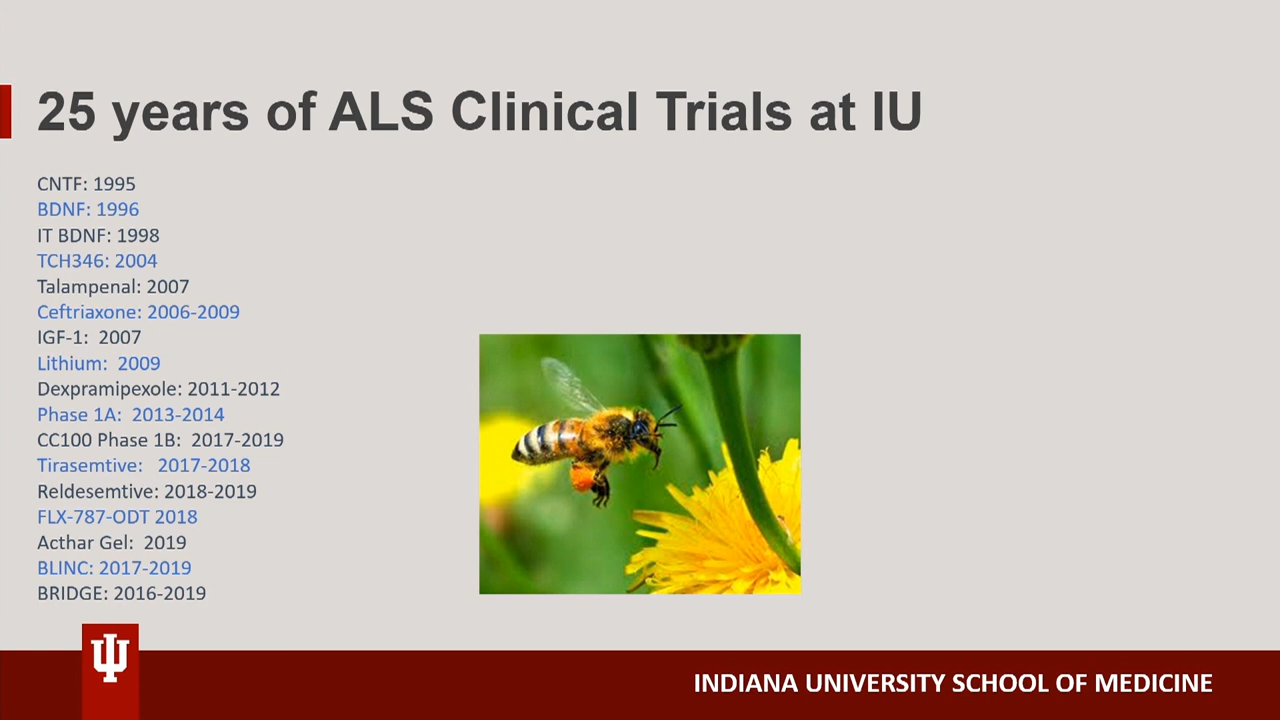 25 years of ALS Clinical Trials at IU
CNTF: 1995
BDNF: 1996
IT BDNF: 1998
TCH346: 2004
Talampenal: 2007
Ceftriaxone: 2006-2009
IGF-1:  2007
Lithium:  2009
Dexpramipexole: 2011-2012
Phase 1A:  2013-2014
CC100 Phase 1B:  2017-2019
Tirasemtive:   2017-2018
Reldesemtive: 2018-2019
FLX-787-ODT 2018
Acthar Gel:  2019
BLINC: 2017-2019
BRIDGE: 2016-2019
INDIANA UNIVERSITY SCHOOL OF MEDICINE